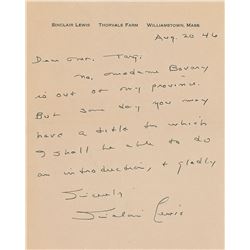 SINCLAIR LEWIS THORVALE FARM WILLIAMSTOWN, MASS.
Aug. 20 46
Dear Mr. Targ:
No, Madame Bovary
is out of my province.
But some day you may
have a title to which
I shall be able to do
an introduction, & gladly
Sincerely
Sinclair Lewis